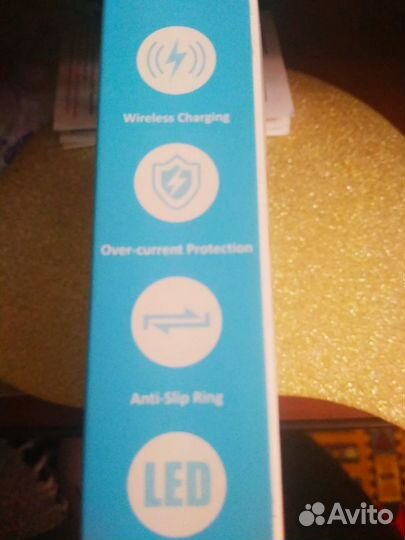 Wireless Charging
Over-current Protection
Anti-Slip Ring
LED
Avito